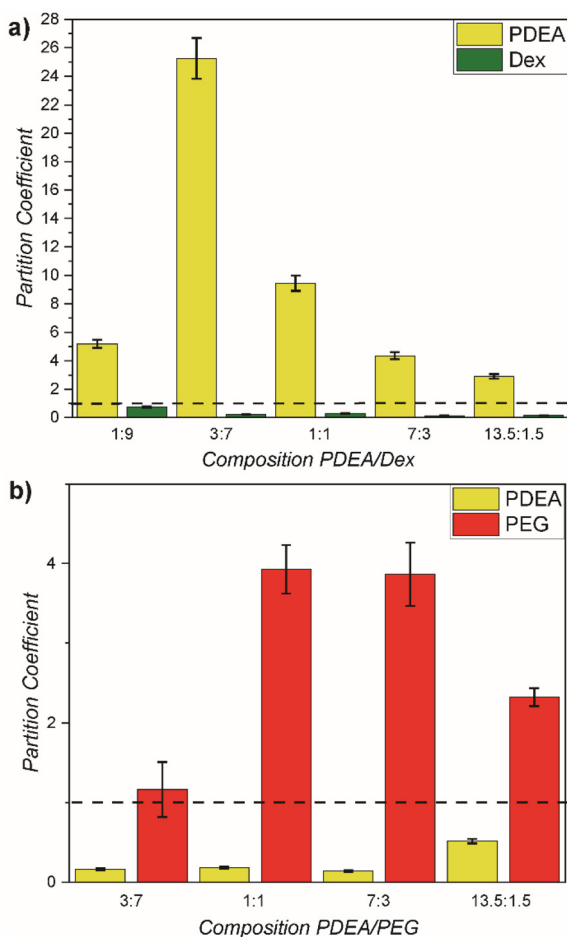 a)
PDEA
Dex
Partition Coefficient
28
26
24
22
20
18
16
14
12
10
8
6
4
2
0
1:9 3:7 1:1 7:3 13.5:1.5
Composition PDEA/Dex
b)
PDEA
PEG
Partition Coefficient
4
2
0
3:7 1:1 7:3 13.5:1.5
Composition PDEA/PEG